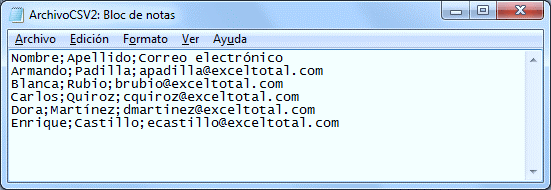 ArchivoCSV2: Bloc de notas
Archivo Edición Formato Ver Ayuda
Nombre;Apellido;Correo electrónico
Armando;Padilla;apadilla@exceltotal.com
Blanca;Rubio;brubio@exceltotal.com
Carlos;Quiroz;cquiroz@exceltotal.com
Dora;Martínez;dmartinez@exceltotal.com
Enrique;Castillo;ecastillo@exceltotal.com